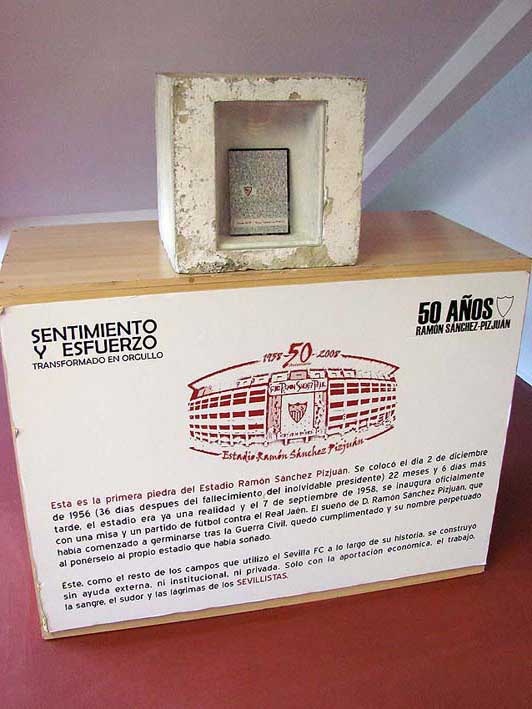 SENTIMIENTO
Y ESFUERZO
TRANSFORMADO EN ORGULLO
50 AÑOS
RAMÓN SÁNCHEZ-PIZJUÁN
1958-50-2008
Estadio Ramón Sánchez Pizjuán
Esta es la primera piedra del Estadio Ramón Sánchez Pizjuán. Se colocó el día 2 de diciembre
de 1956 (36 días despues del fallecimiento del inolvidable presidente) 22 meses y 6 días más
tarde, el estadio era ya una realidad y el 7 de septiembre de 1958, se inaugura oficialmente
con una misa y un partido de fútbol contra el Real Jaén. El sueño de D. Ramón Sánchez Pizjuan, que
había comenzado a germinarse tras la Guerra Civil, quedó cumplimentado y su nombre perpetuado
al ponérselo al propio estadio que había soñado.
Este, como el resto de los campos que utilizó el Sevilla FC a lo largo de su historia, se construyo
sin ayuda externa, ni institucional, ni privada. Sólo con la aportación económica, el trabajo,
la sangre, el sudor y las lágrimas de los SEVILLISTAS.